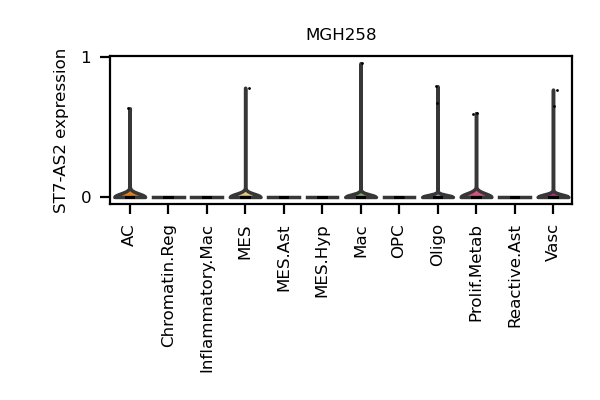 MGH258
ST7-AS2 expression
1
0
AC
Chromatin.Reg
Inflammatory.Mac
MES
MES.Ast
MES.Hyp
Mac
OPC
Oligo
Prolif.Metab
Reactive.Ast
Vasc